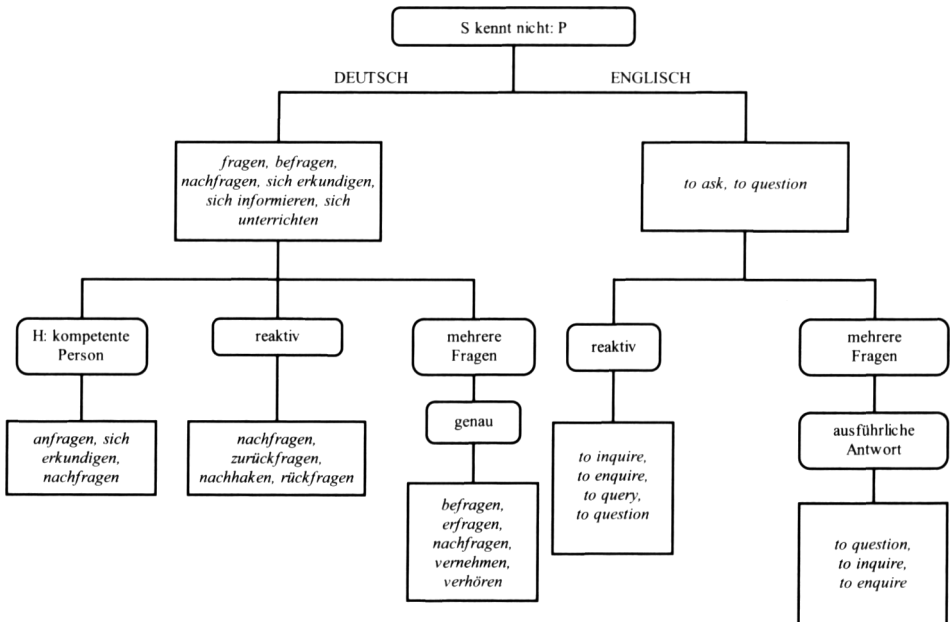 S kennt nicht: P
DEUTSCH
ENGLISCH
fragen, befragen,
nachfragen, sich erkundigen,
sich informieren, sich
unterrichten
to ask, to question
H: kompetente
Person
reaktiv
mehrere
Fragen
reaktiv
mehrere
Fragen
genau
ausführliche
Antwort
anfragen, sich
erkundigen,
nachfragen
nachfragen,
zurückfragen,
nachhaken, rückfragen
to inquire,
to enquire,
to query,
to question
befragen,
erfragen,
nachfragen,
vernehmen,
verhören
to question,
to inquire,
to enquire